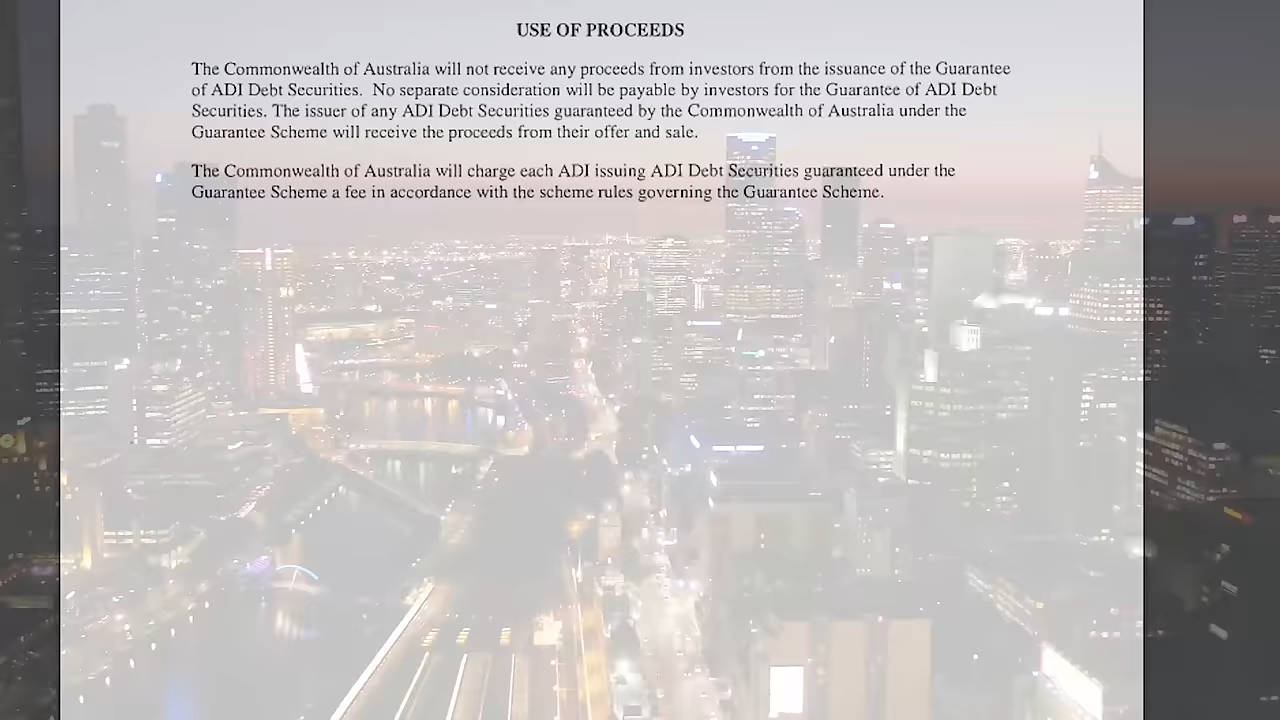 USE OF PROCEEDS
The Commonwealth of Australia will not receive any proceeds from investors from the issuance of the Guarantee
of ADI Debt Securities.  No separate consideration will be payable by investors for the Guarantee of ADI Debt
Securities. The issuer of any ADI Debt Securities guaranteed by the Commonwealth of Australia under the
Guarantee Scheme will receive the proceeds from their offer and sale.
The Commonwealth of Australia will charge each ADI issuing ADI Debt Securities guaranteed under the
Guarantee Scheme a fee in accordance with the scheme rules governing the Guarantee Scheme.